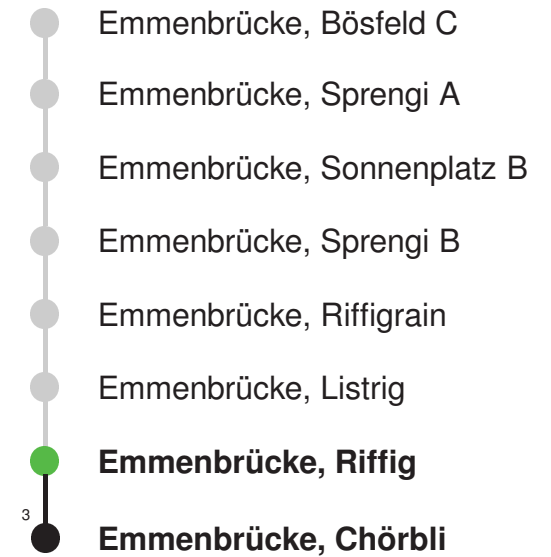 Emmenbrücke, Bösfeld C
Emmenbrücke, Sprengi A
Emmenbrücke, Sonnenplatz B
Emmenbrücke, Sprengi B
Emmenbrücke, Riffigrain
Emmenbrücke, Listrig
Emmenbrücke, Riffig
3
Emmenbrücke, Chörbli